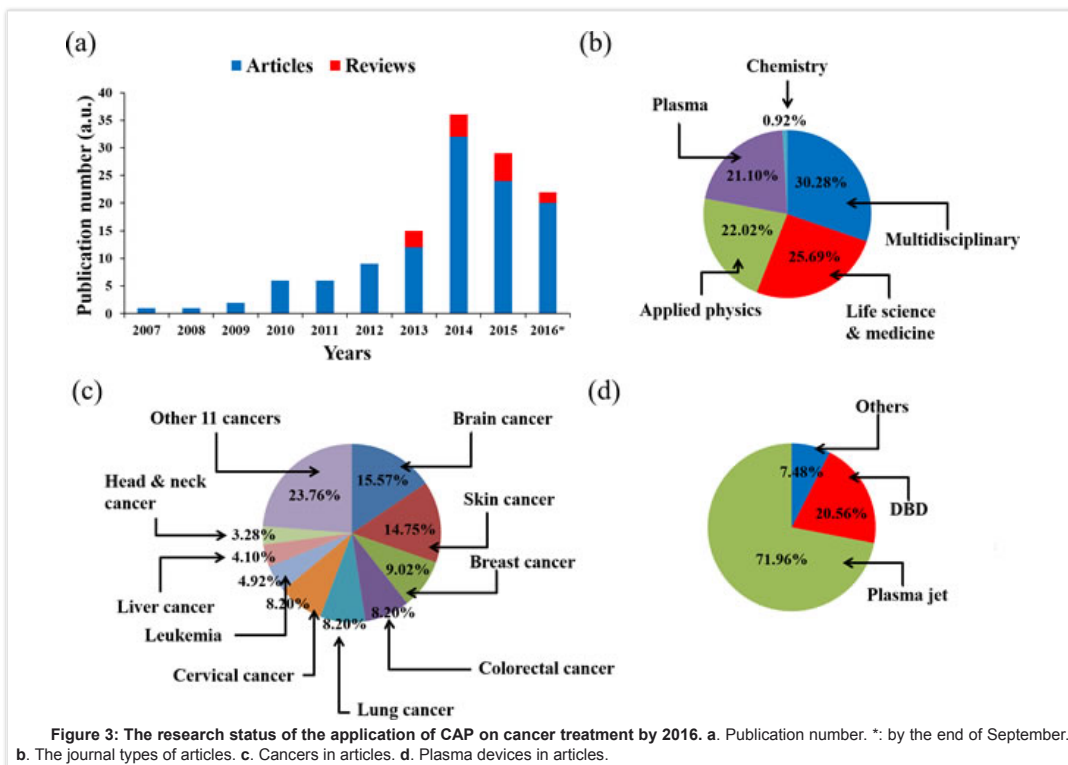 (a)
Articles Reviews
Publication number (a.u.)
40
35
30
25
20
15
10
5
0
2007 2008 2009 2010 2011 2012 2013 2014 2015 2016*
Years
(b)
Chemistry
0.92%
Plasma
21.10%
30.28%
Multidisciplinary
22.02%
25.69%
Applied physics
Life science
& medicine
(c)
Other 11 cancers
Brain cancer
23.76%
15.57%
Head & neck
cancer
Skin cancer
3.28%
14.75%
4.10%
9.02%
Breast cancer
4.92%
Liver cancer
8.20%
8.20%
8.20%
Leukemia
Cervical cancer
Colorectal cancer
Lung cancer
(d)
Others
7.48%
DBD
20.56%
71.96%
Plasma jet
Figure 3: The research status of the application of CAP on cancer treatment by 2016. a. Publication number. *: by the end of September.
b. The journal types of articles. c. Cancers in articles. d. Plasma devices in articles.